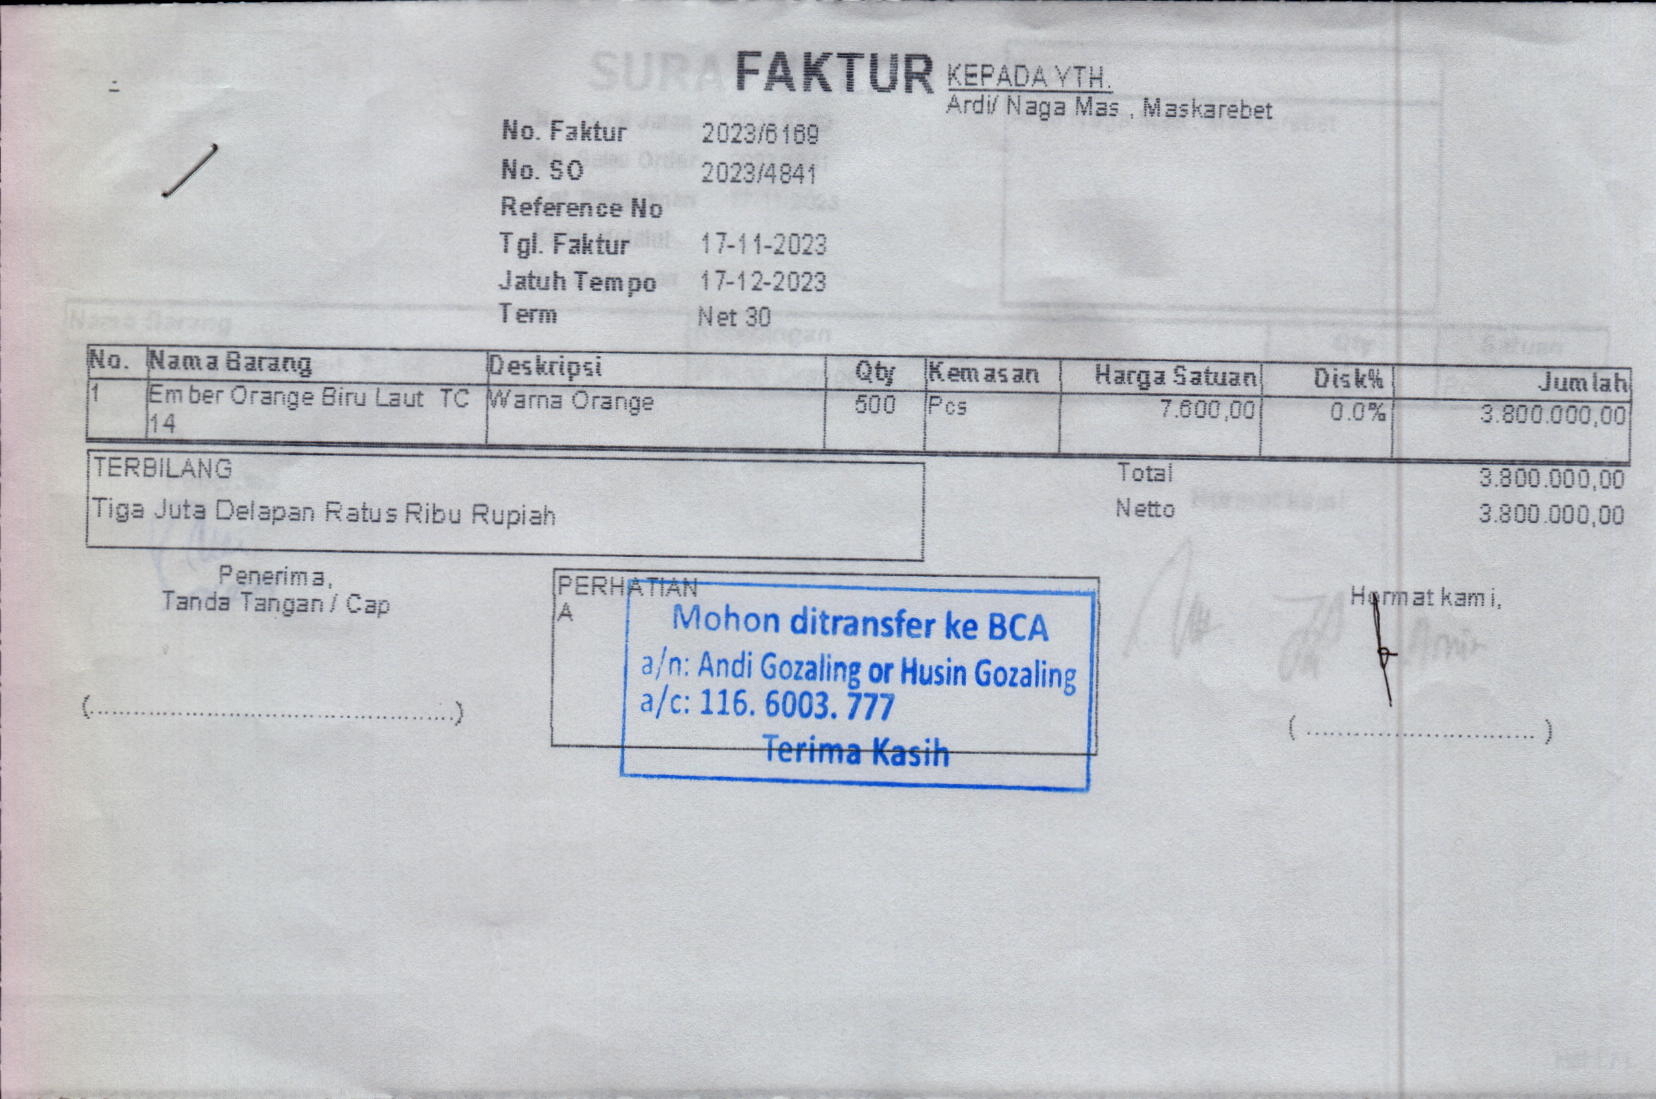 FAKTUR
KEPADA YTH.
Ardi/ Naga Mas , Maskarebet
No. Faktur 2023/6169
No. SO 2023/4841
Reference No
Tgl. Faktur 17-11-2023
Jatuh Tempo 17-12-2023
Term Net 30
No. Nama Barang Deskripsi Qty Kemasan Harga Satuan Disk% Jumlah
1 Ember Orange Biru Laut TC Warna Orange 500 Pcs 7.600,00 0.0% 3.800.000,00
14
TERBILANG
Tiga Juta Delapan Ratus Ribu Rupiah
Total 3.800.000,00
Netto 3.800.000,00
Penerima,
Tanda Tangan / Cap
(..............................................)
PERHATIAN
A
Mohon ditransfer ke BCA
a/n: Andi Gozaling or Husin Gozaling
a/c: 116. 6003. 777
Terima Kasih
Hormat kami,
( ............................. )